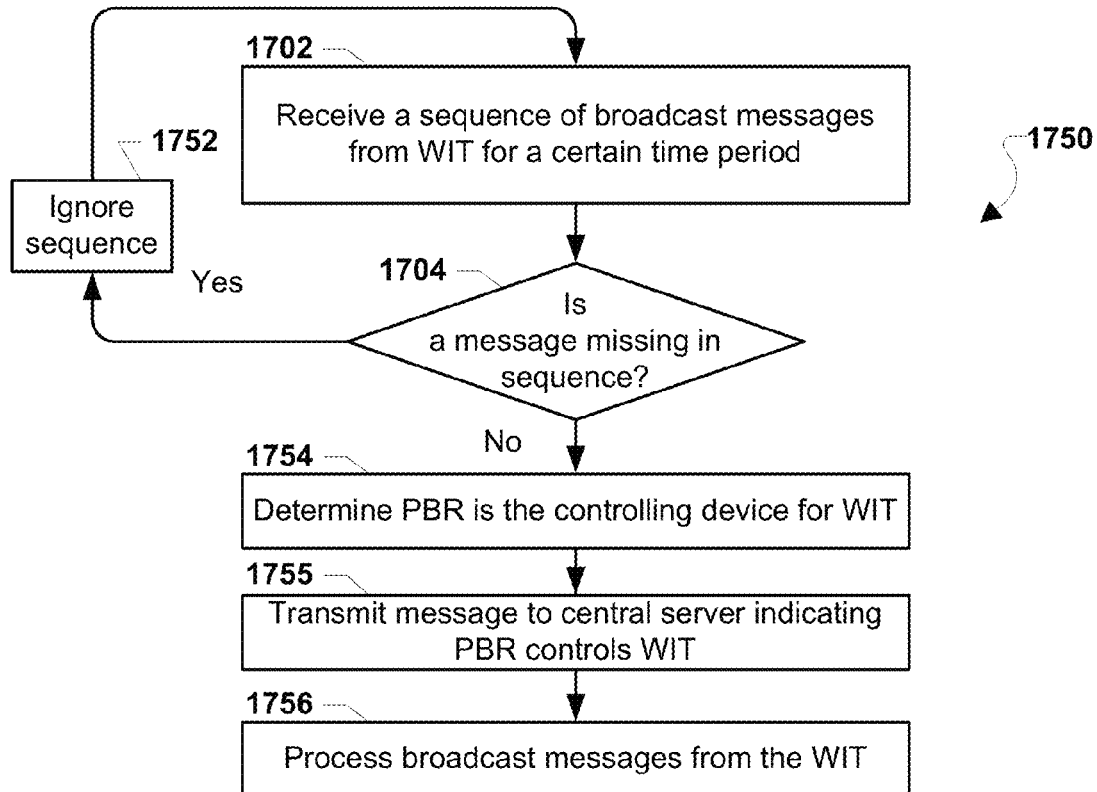 1702
Receive a sequence of broadcast messages
from WIT for a certain time period
1752
1750
Ignore
sequence
Yes
1704
Is
a message missing in
sequence?
No
1754
Determine PBR is the controlling device for WIT
1755
Transmit message to central server indicating
PBR controls WIT
1756
Process broadcast messages from the WIT